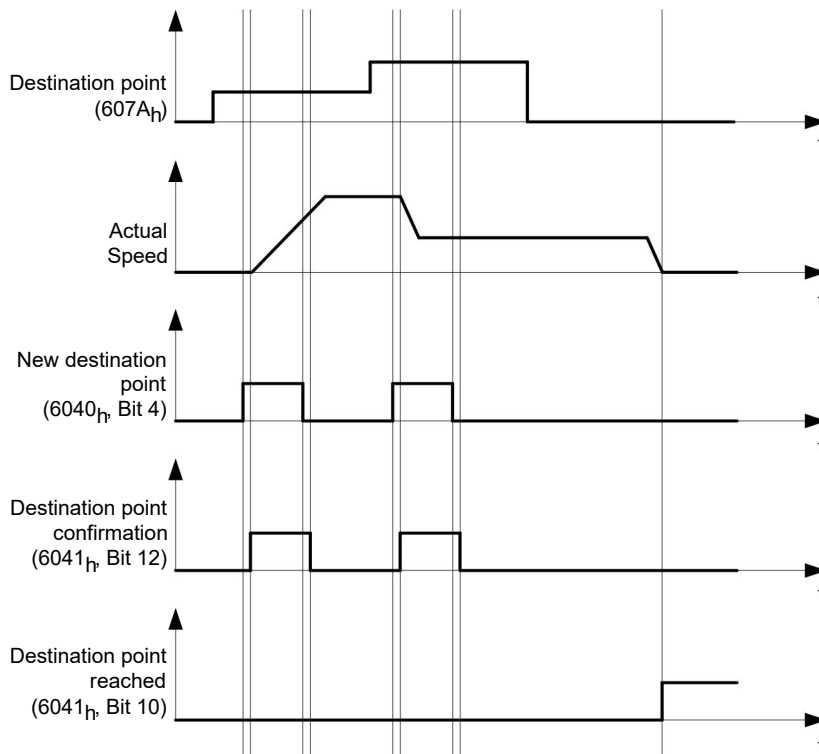 Destination point
(607Ah)
Actual
Speed
New destination
point
(6040h, Bit 4)
Destination point
confirmation
(6041h, Bit 12)
Destination point
reached
(6041h, Bit 10)